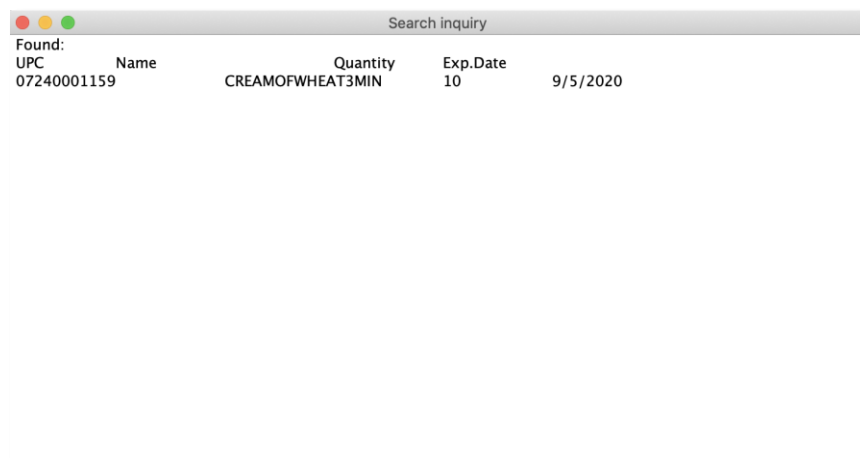 Search inquiry
Found:
UPC Name Quantity Exp.Date
07240001159 CREAMOFWHEAT3MIN 10 9/5/2020